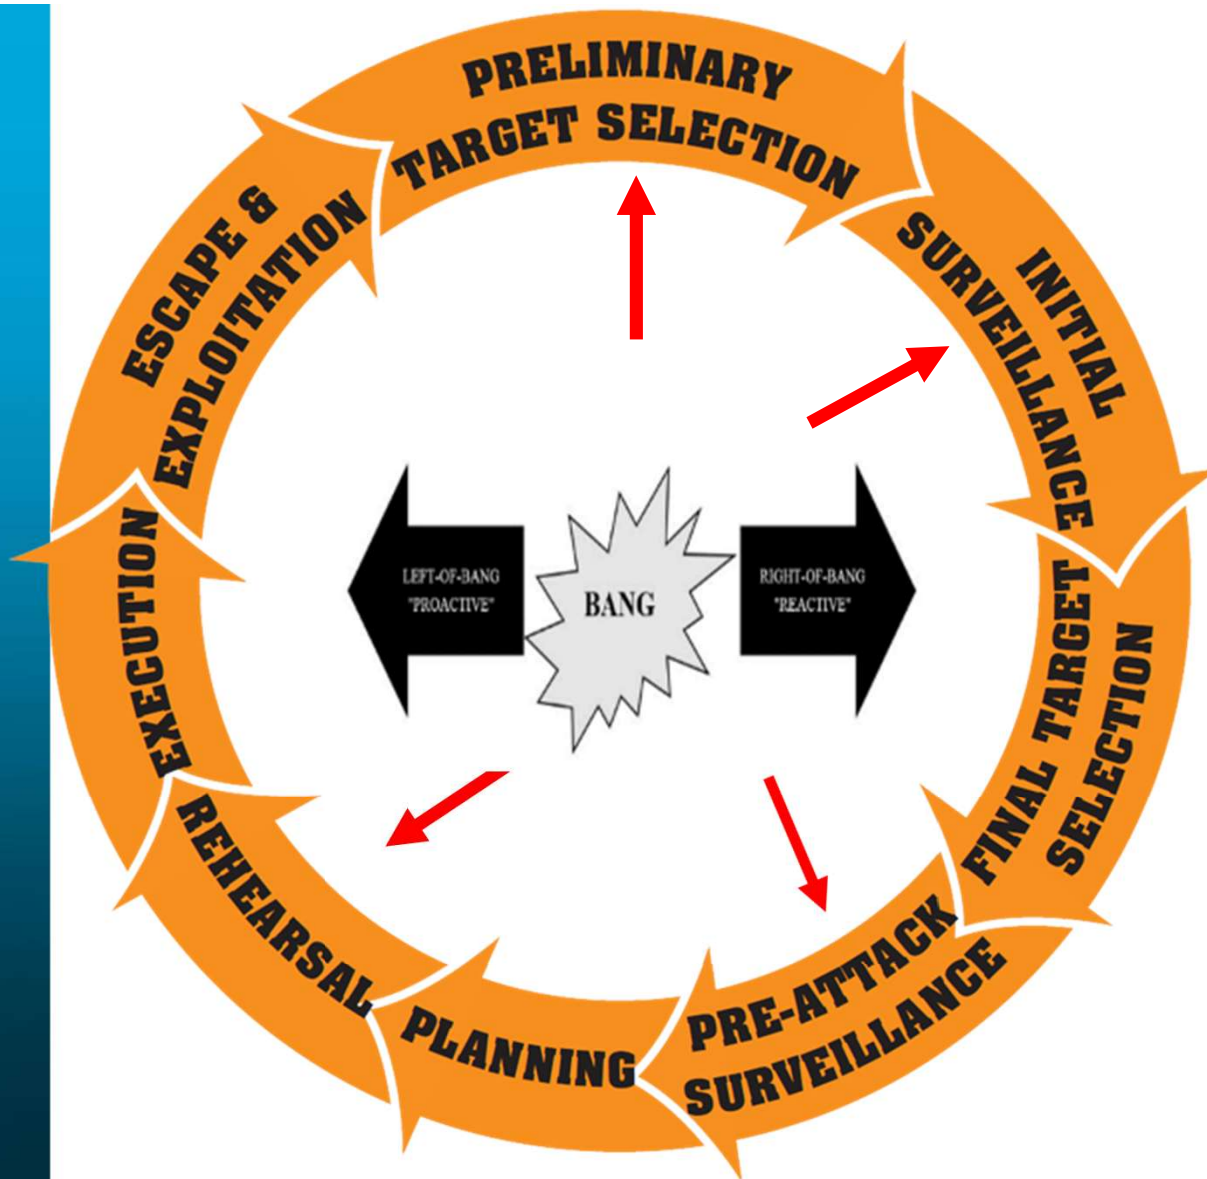 PRELIMINARY
TARGET SELECTION
INITIAL
SURVEILLANCE
FINAL TARGET
SELECTION
PRE-ATTACK
SURVEILLANCE
PLANNING
REHEARSAL
EXECUTION
ESCAPE &
EXPLOITATION
LEFT-OF-BANG
"PROACTIVE"
BANG
RIGHT-OF-BANG
"REACTIVE"